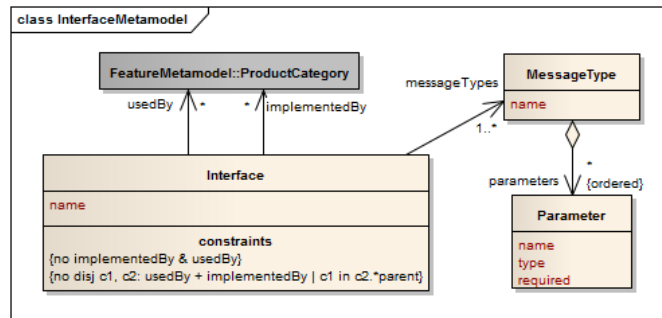 class InterfaceMetamodel
FeatureMetamodel::ProductCategory
usedBy * * implementedBy
messageTypes
1..*
MessageType
name
Interface
name
constraints
{no implementedBy & usedBy}
{no disj c1, c2: usedBy + implementedBy | c1 in c2.*parent}
*
parameters {ordered}
Parameter
name
type
required